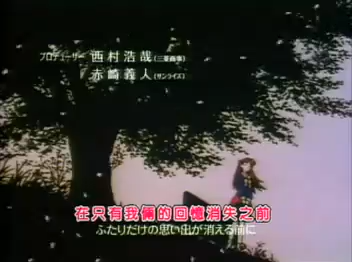 プロデューサー 西村浩哉(三菱商事)
赤崎義人(サンライズ)
在只有我倆的回憶消失之前
ふたりだけの思い出が消える前に